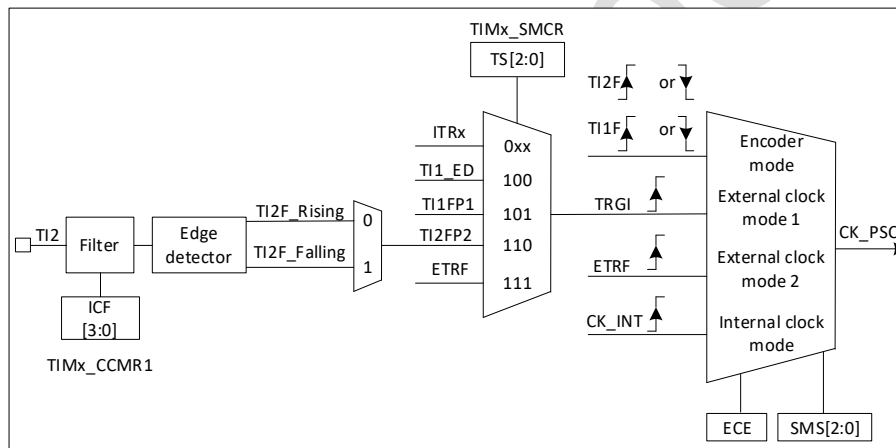 TIMx_SMCR
TS[2:0]
TI2F or
TI1F or
ITRx
0xx
Encoder
mode
TI1_ED
100
TI1FP1
101
TRGI
External clock
mode 1
TI2
Filter
Edge
detector
TI2F_Rising
0
TI2F_Falling
1
TI2FP2
110
ETRF
111
ETRF
External clock
mode 2
CK_PSC
CK_INT
Internal clock
mode
ICF
[3:0]
TIMx_CCMR1
ECE
SMS[2:0]